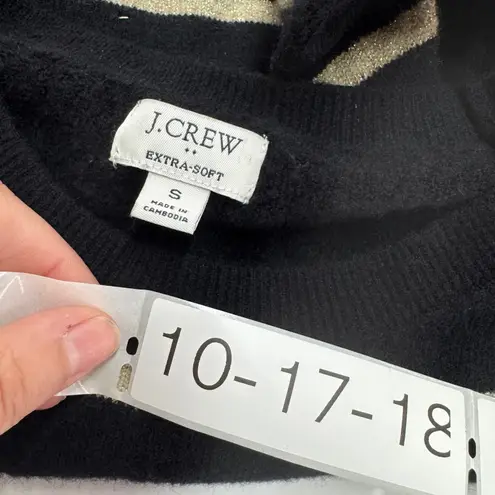 J.CREW
EXTRA-SOFT
S
MADE IN
CAMBODIA
10-17-18